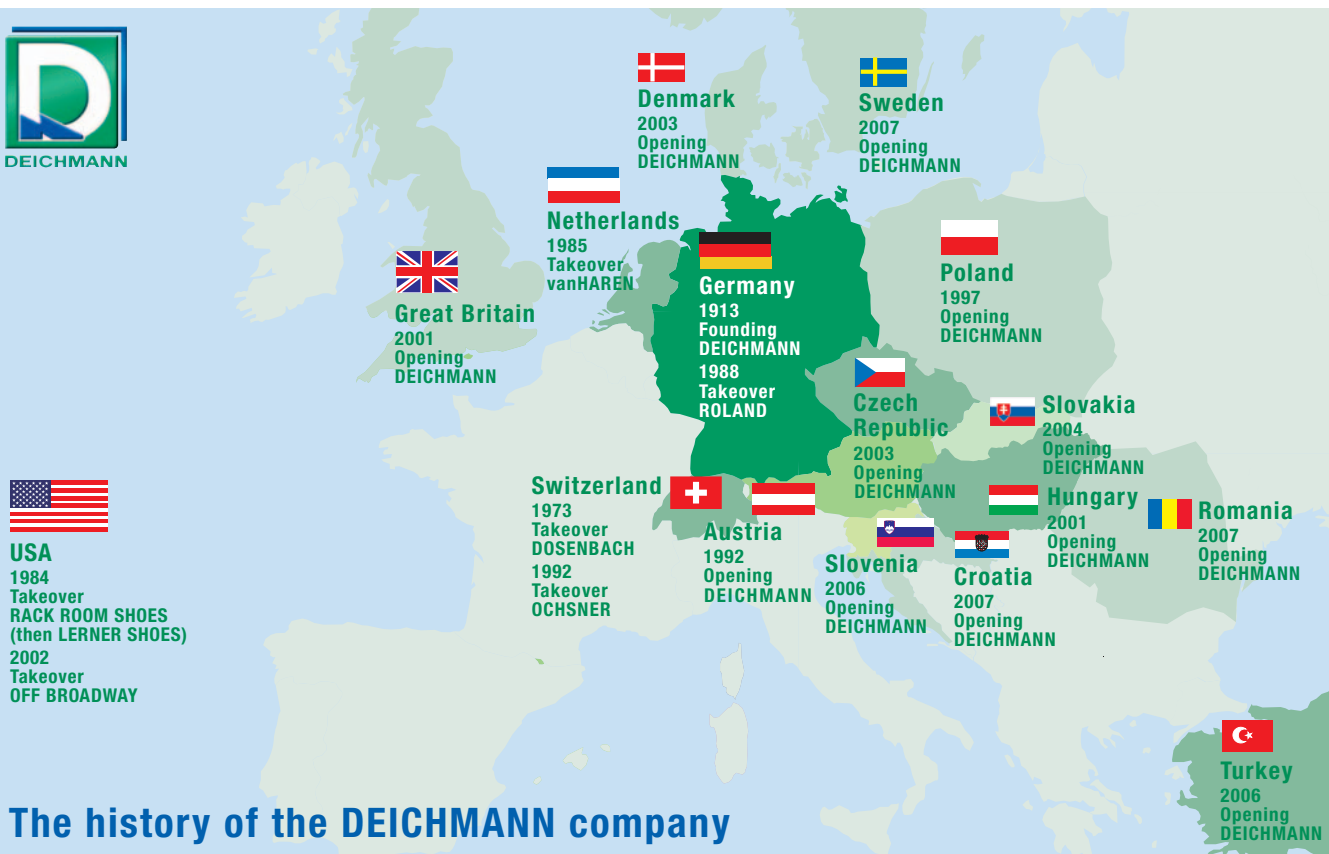 DEICHMANN
Denmark
2003
Opening
DEICHMANN
Sweden
2007
Opening
DEICHMANN
Netherlands
1985
Takeover
vanHAREN
Great Britain
2001
Opening
DEICHMANN
Germany
1913
Founding
DEICHMANN
1988
Takeover
ROLAND
Poland
1997
Opening
DEICHMANN
Czech
Republic
2003
Opening
DEICHMANN
Slovakia
2004
Opening
DEICHMANN
USA
1984
Takeover
RACK ROOM SHOES
(then LERNER SHOES)
2002
Takeover
OFF BROADWAY
Switzerland
1973
Takeover
DOSENBACH
1992
Takeover
OCHSNER
Austria
1992
Opening
DEICHMANN
Slovenia
2006
Opening
DEICHMANN
Croatia
2007
Opening
DEICHMANN
Hungary
2001
Opening
DEICHMANN
Romania
2007
Opening
DEICHMANN
Turkey
2006
Opening
DEICHMANN
The history of the DEICHMANN company